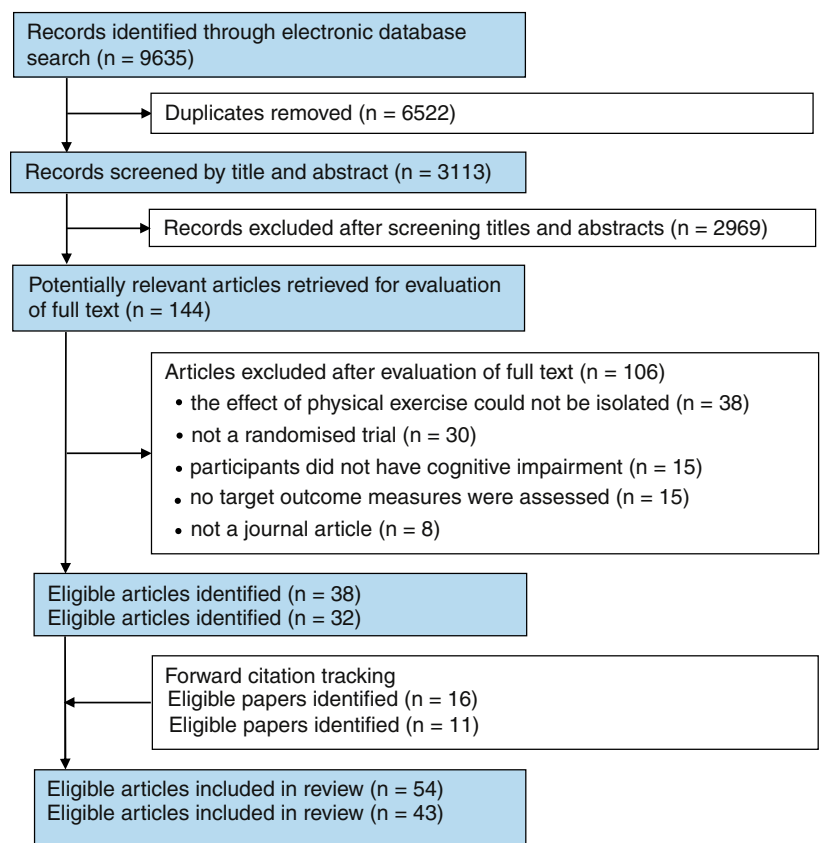 Records identified through electronic database
search (n = 9635)
Duplicates removed (n = 6522)
Records screened by title and abstract (n = 3113)
Records excluded after screening titles and abstracts (n = 2969)
Potentially relevant articles retrieved for evaluation
of full text (n = 144)
Articles excluded after evaluation of full text (n = 106)
• the effect of physical exercise could not be isolated (n = 38)
• not a randomised trial (n = 30)
• participants did not have cognitive impairment (n = 15)
• no target outcome measures were assessed (n = 15)
• not a journal article (n = 8)
Eligible articles identified (n = 38)
Eligible articles identified (n = 32)
Forward citation tracking
Eligible papers identified (n = 16)
Eligible papers identified (n = 11)
Eligible articles included in review (n = 54)
Eligible articles included in review (n = 43)